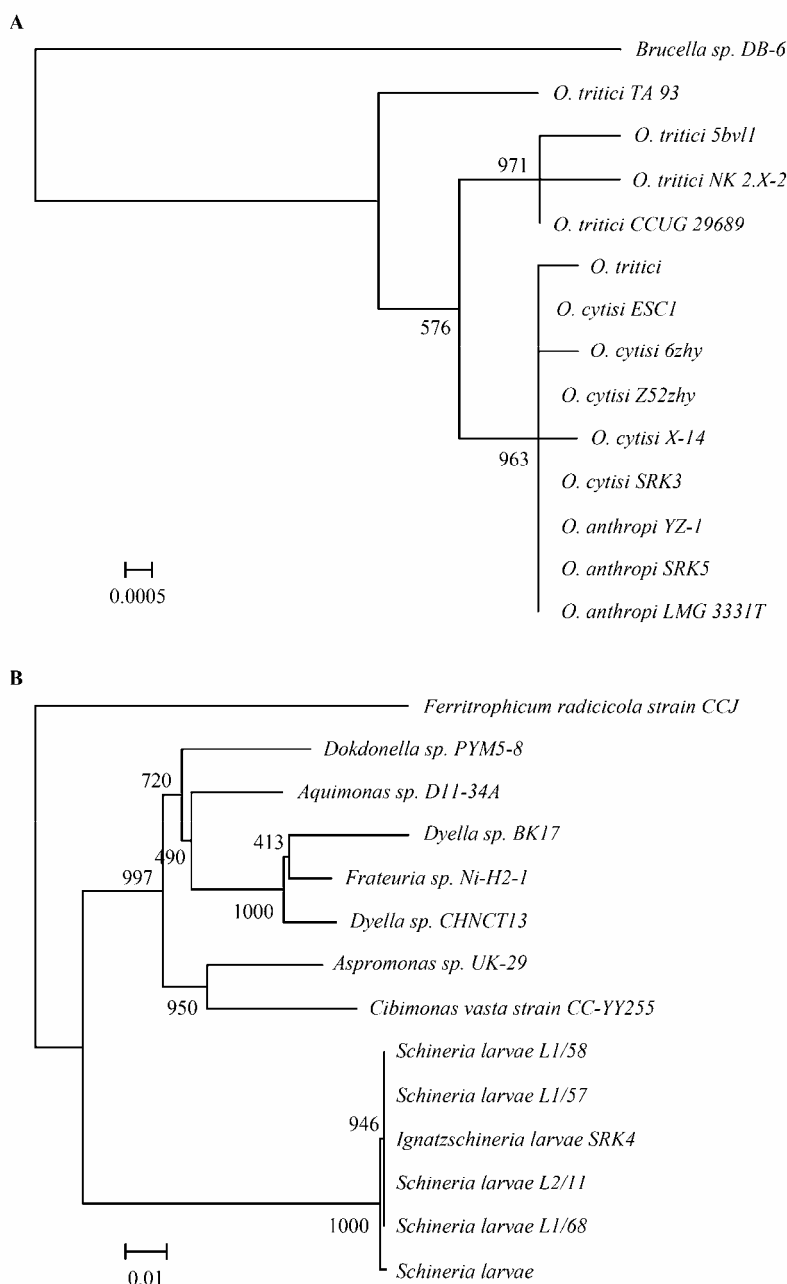 A
Brucella sp. DB-6
O. tritici TA 93
O. tritici 5bvl1
971
O. tritici NK 2.X-2
O. tritici CCUG 29689
O. tritici
O. cytisi ESC1
576
O. cytisi 6zhy
O. cytisi Z52zhy
O. cytisi X-14
963
O. cytisi SRK3
O. anthropi YZ-1
O. anthropi SRK5
0.0005
O. anthropi LMG 3331T
B
Ferritrophicum radicicola strain CCJ
Dokdonella sp. PYM5-8
720
Aquimonas sp. D11-34A
Dyella sp. BK17
413
490
997
Frateuria sp. Ni-H2-1
1000
Dyella sp. CHNCT13
Aspromonas sp. UK-29
950
Cibimonas vasta strain CC-YY255
Schineria larvae L1/58
Schineria larvae L1/57
946
Ignatzschineria larvae SRK4
Schineria larvae L2/11
1000
Schineria larvae L1/68
Schineria larvae
0.01